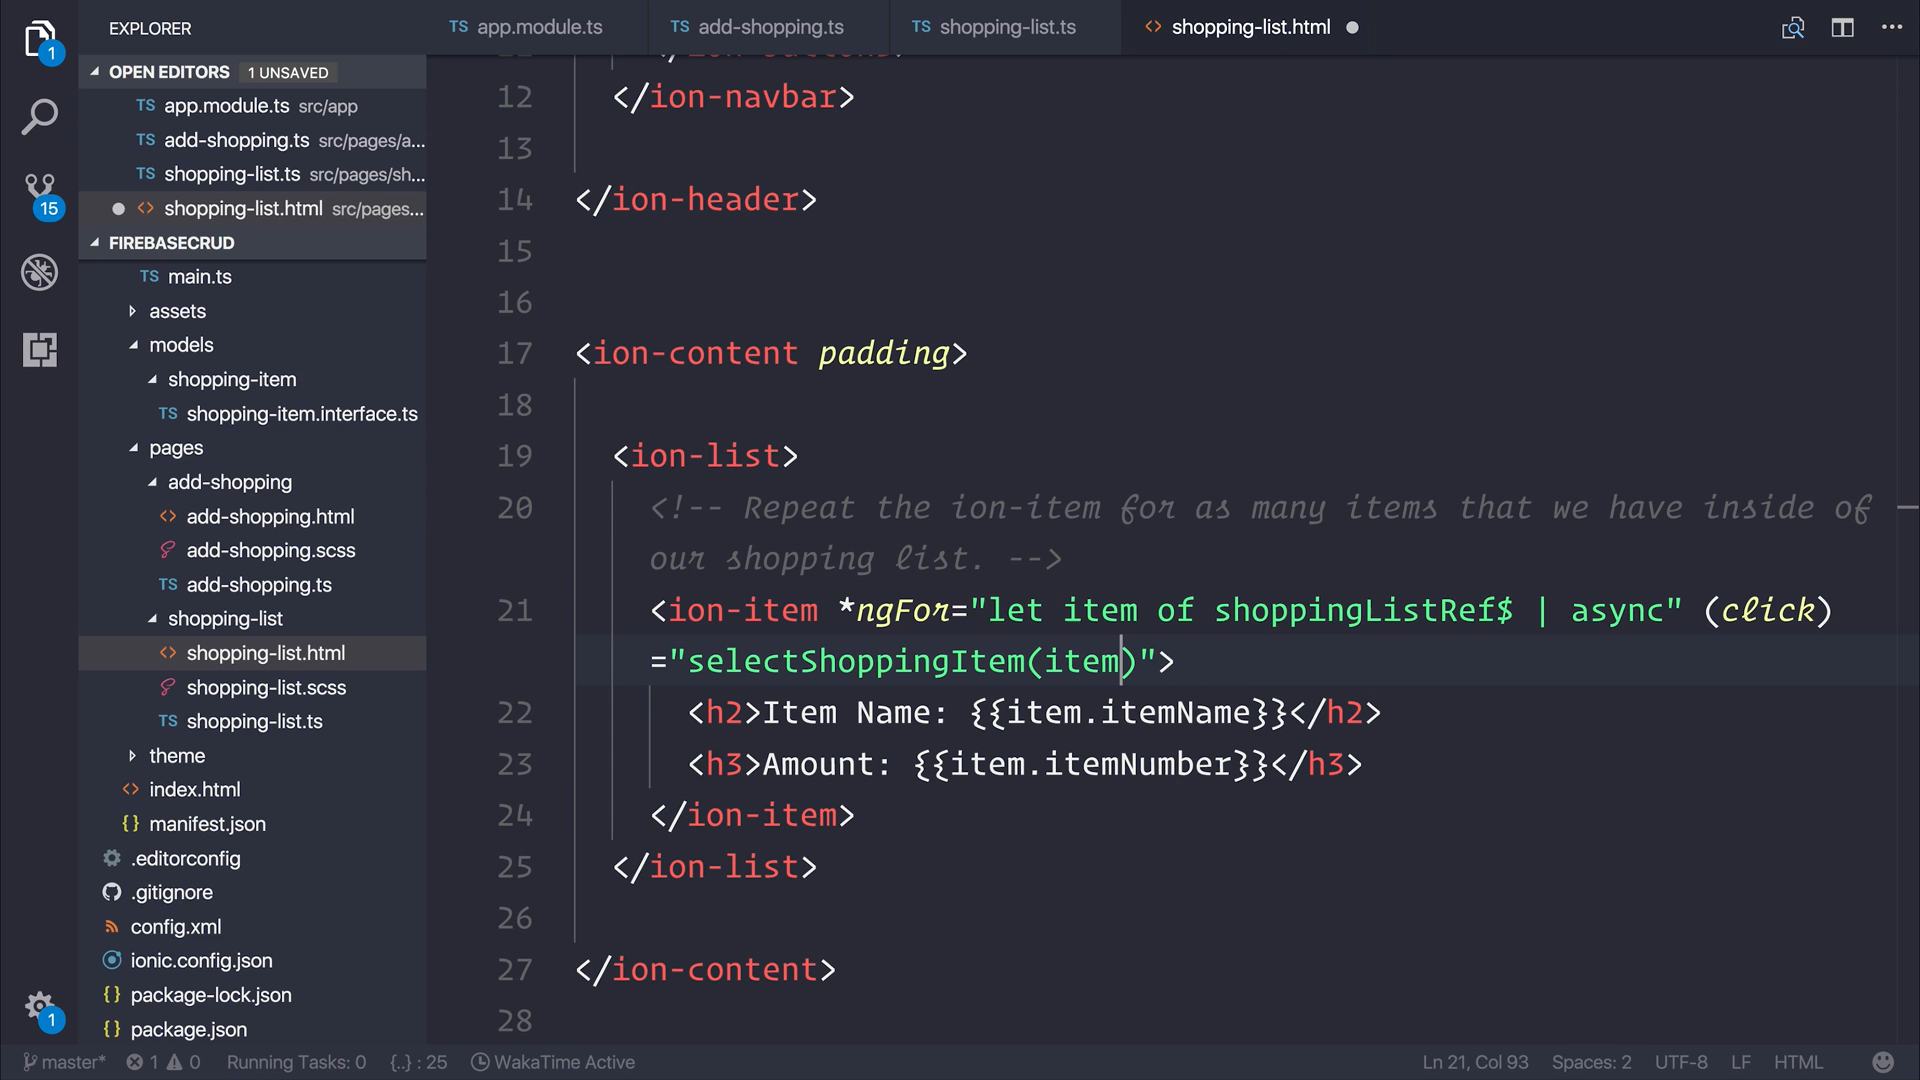 EXPLORER
OPEN EDITORS 1 UNSAVED
TS app.module.ts src/app
TS add-shopping.ts src/pages/a...
TS shopping-list.ts src/pages/sh...
<> shopping-list.html src/pages...
FIREBASECRUD
TS main.ts
assets
models
shopping-item
TS shopping-item.interface.ts
pages
add-shopping
<> add-shopping.html
add-shopping.scss
TS add-shopping.ts
shopping-list
<> shopping-list.html
shopping-list.scss
TS shopping-list.ts
theme
<> index.html
{} manifest.json
.editorconfig
.gitignore
config.xml
ionic.config.json
{} package-lock.json
{} package.json
1
15
1
TS app.module.ts
TS add-shopping.ts
TS shopping-list.ts
<> shopping-list.html
12 </ion-navbar>
13
14 </ion-header>
15
16
17 <ion-content padding>
18
19 <ion-list>
20 <!-- Repeat the ion-item for as many items that we have inside of
our shopping list. -->
21 <ion-item *ngFor="let item of shoppingListRef$ | async" (click)
="selectShoppingItem(item)">
22 <h2>Item Name: {{item.itemName}}</h2>
23 <h3>Amount: {{item.itemNumber}}</h3>
24 </ion-item>
25 </ion-list>
26
27 </ion-content>
28
master* 1 0 Running Tasks: 0 {..} : 25 WakaTime Active Ln 21, Col 93 Spaces: 2 UTF-8 LF HTML